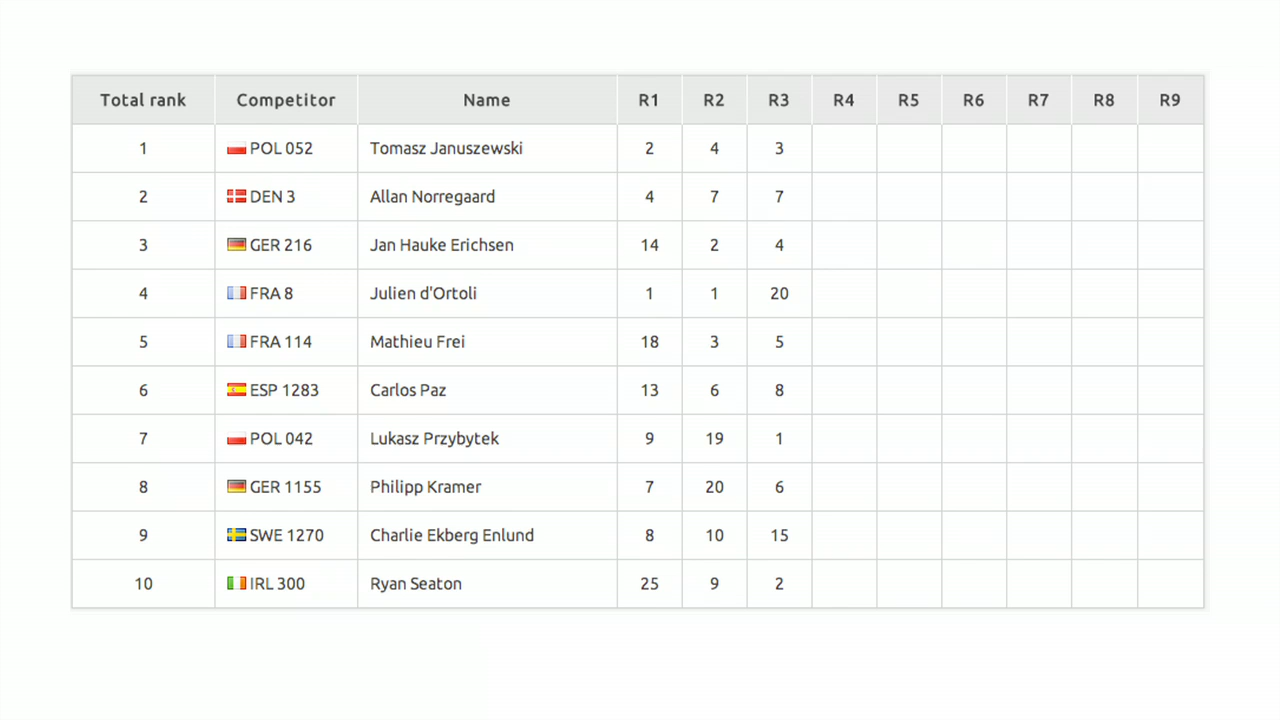 Total rank Competitor Name R1 R2 R3 R4 R5 R6 R7 R8 R9
1 POL 052 Tomasz Januszewski 2 4 3
2 DEN 3 Allan Norregaard 4 7 7
3 GER 216 Jan Hauke Erichsen 14 2 4
4 FRA 8 Julien d'Ortoli 1 1 20
5 FRA 114 Mathieu Frei 18 3 5
6 ESP 1283 Carlos Paz 13 6 8
7 POL 042 Lukasz Przybytek 9 19 1
8 GER 1155 Philipp Kramer 7 20 6
9 SWE 1270 Charlie Ekberg Enlund 8 10 15
10 IRL 300 Ryan Seaton 25 9 2